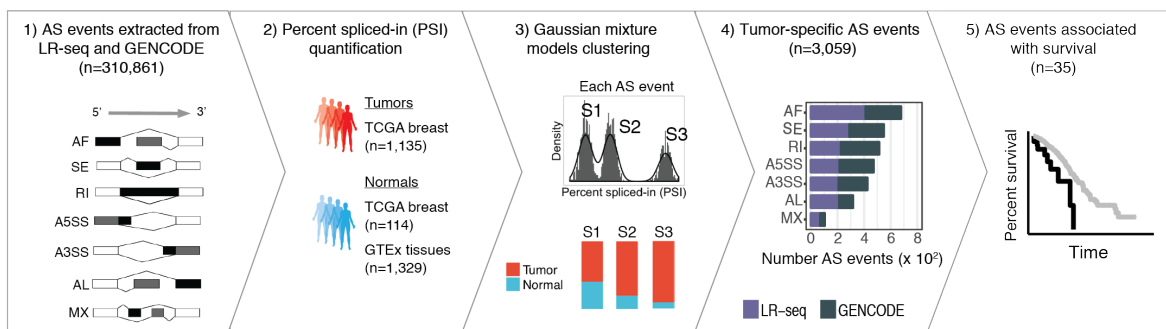 1) AS events extracted from
LR-seq and GENCODE
(n=310,861)
5’ 3’
AF
SE
RI
A5SS
A3SS
AL
MX
2) Percent spliced-in (PSI)
quantification
Tumors
TCGA breast
(n=1,135)
Normals
TCGA breast
(n=114)
GTEx tissues
(n=1,329)
3) Gaussian mixture
models clustering
Each AS event
S1
S2
S3
Density
Percent spliced-in (PSI)
S1 S2 S3
Tumor
Normal
4) Tumor-specific AS events
(n=3,059)
AF
SE
RI
A5SS
A3SS
AL
MX
0 2 4 6 8
Number AS events (x 10²)
LR−seq GENCODE
5) AS events associated
with survival
(n=35)
Percent survival
Time